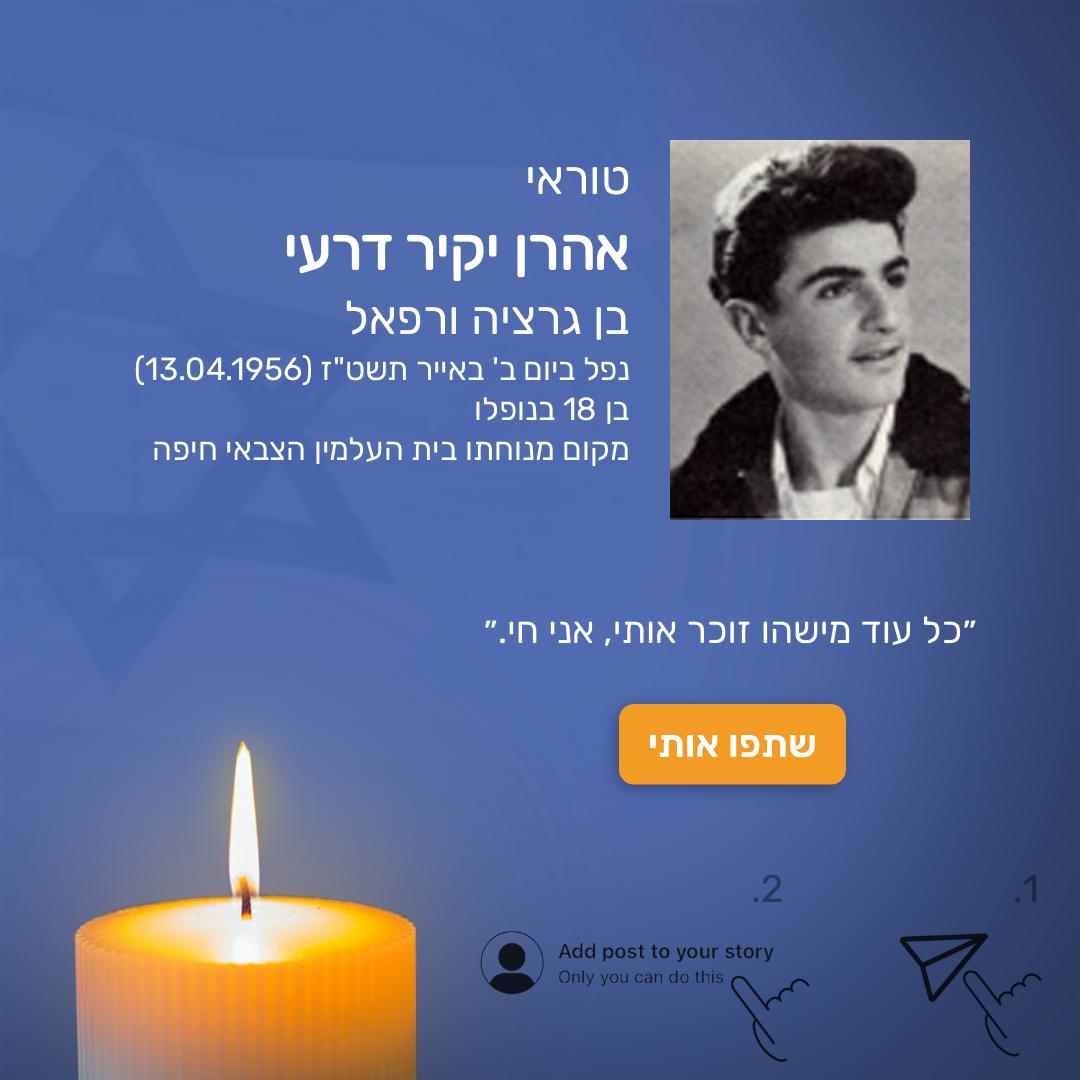 טוראי
אהרן יקיר דרעי
בן גרציה ורפאל
נפל ביום ב' באייר תשט"ז (13.04.1956)
בן 18 בנופלו
מקום מנוחתו בית העלמין הצבאי חיפה
״כל עוד מישהו זוכר אותי, אני חי.״
שתפו אותי
1.
2.
Add post to your story
Only you can do this